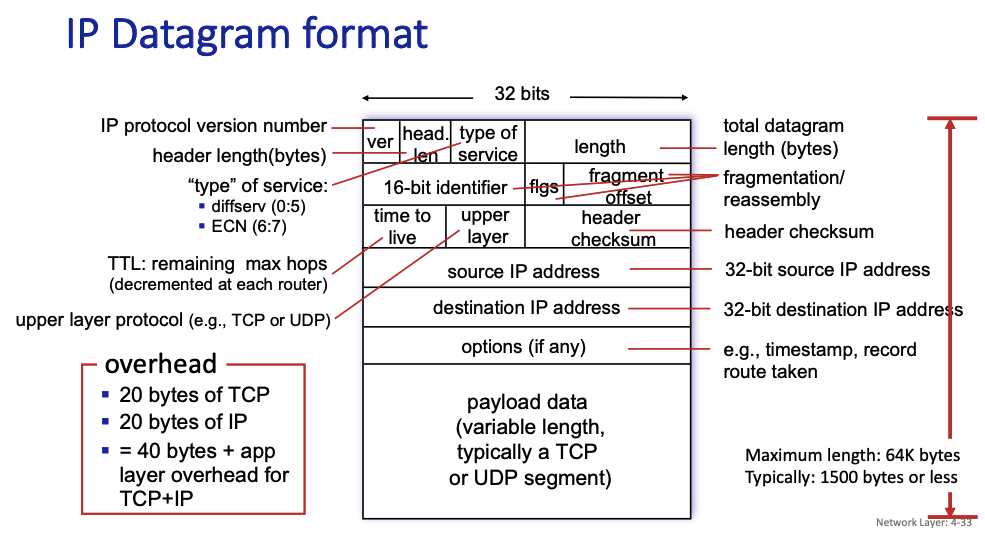 IP Datagram format
32 bits
IP protocol version number
header length(bytes)
“type” of service:
▪ diffserv (0:5)
▪ ECN (6:7)
TTL: remaining max hops
(decremented at each router)
upper layer protocol (e.g., TCP or UDP)
overhead
▪ 20 bytes of TCP
▪ 20 bytes of IP
▪ = 40 bytes + app
layer overhead for
TCP+IP
ver
head.
len
type of
service
length
16-bit identifier
flgs
fragment
offset
time to
live
upper
layer
header
checksum
source IP address
destination IP address
options (if any)
payload data
(variable length,
typically a TCP
or UDP segment)
total datagram
length (bytes)
fragmentation/
reassembly
header checksum
32-bit source IP address
32-bit destination IP address
e.g., timestamp, record
route taken
Maximum length: 64K bytes
Typically: 1500 bytes or less
Network Layer: 4-33